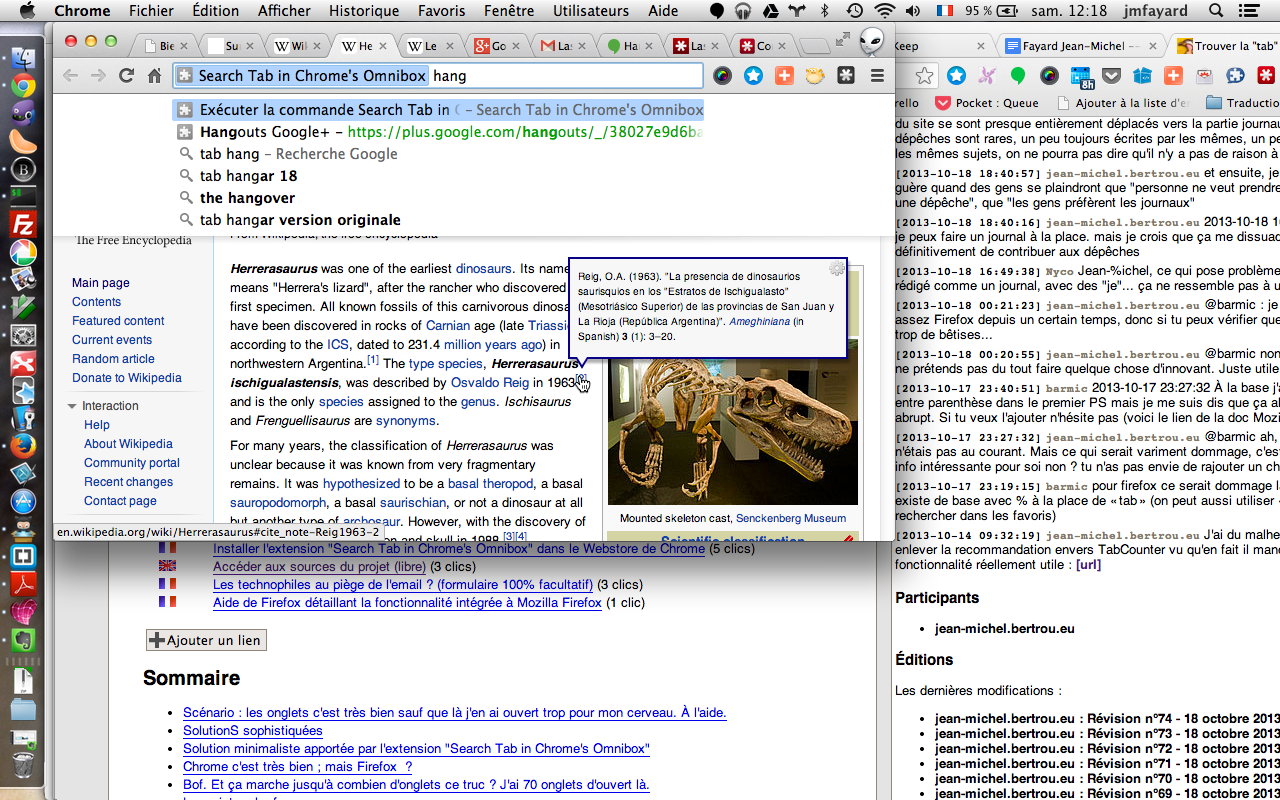 Chrome Fichier Édition Afficher Historique Favoris Fenêtre Utilisateurs Aide 95 % sam. 12:18 jmfayard
Bie Su Wik He Le Go Las Ha Las Co
Search Tab in Chrome's Omnibox hang
Exécuter la commande Search Tab in C – Search Tab in Chrome's Omnibox
Hangouts Google+ – https://plus.google.com/hangouts/_/38027e9d6ba
tab hang – Recherche Google
tab hangar 18
the hangover
tab hangar version originale
The Free Encyclopedia
From Wikipedia, the free encyclopedia
Main page
Contents
Featured content
Current events
Random article
Donate to Wikipedia
Interaction
Help
About Wikipedia
Community portal
Recent changes
Contact page
Herrerasaurus was one of the earliest dinosaurs. Its name
means "Herrera's lizard", after the rancher who discovered
first specimen. All known fossils of this carnivorous dinosa
have been discovered in rocks of Carnian age (late Triassic
according to the ICS, dated to 231.4 million years ago) in
northwestern Argentina.[1] The type species, Herrerasaurus
ischigualastensis, was described by Osvaldo Reig in 1963
and is the only species assigned to the genus. Ischisaurus
and Frenguellisaurus are synonyms.
For many years, the classification of Herrerasaurus was
unclear because it was known from very fragmentary
remains. It was hypothesized to be a basal theropod, a basal
sauropodomorph, a basal saurischian, or not a dinosaur at all
but another type of archosaur. However, with the discovery of
on and skull in 1988,[3][4]
Reig, O.A. (1963). "La presencia de dinosaurios
saurisquios en los "Estratos de Ischigualasto"
(Mesotriásico Superior) de las provincias de San Juan y
La Rioja (República Argentina)". Ameghiniana (in
Spanish) 3 (1): 3–20.
Mounted skeleton cast, Senckenberg Museum
Scientific classification
en.wikipedia.org/wiki/Herrerasaurus#cite_note-Reig1963-2
Installer l'extension "Search Tab in Chrome's Omnibox" dans le Webstore de Chrome (5 clics)
Accéder aux sources du projet (libre) (3 clics)
Les technophiles au piège de l'email ? (formulaire 100% facultatif) (3 clics)
Aide de Firefox détaillant la fonctionnalité intégrée à Mozilla Firefox (1 clic)
Ajouter un lien
Sommaire
Scénario : les onglets c'est très bien sauf que là j'en ai ouvert trop pour mon cerveau. À l'aide.
SolutionS sophistiquées
Solution minimaliste apportée par l'extension "Search Tab in Chrome's Omnibox"
Chrome c'est très bien ; mais Firefox ?
Bof. Et ça marche jusqu'à combien d'onglets ce truc ? J'ai 70 onglets d'ouvert là.
Keep Fayard Jean-Michel -- Trouver la "tab"
8h
rello Pocket : Queue Ajouter à la liste d'e Traduction
du site se sont presque entièrement déplacés vers la partie journa
dépêches sont rares, un peu toujours écrites par les mêmes, un pe
les mêmes sujets, on ne pourra pas dire qu'il n'y a pas de raison à
[2013-10-18 18:40:57] jean-michel.bertrou.eu et ensuite, je
guère quand des gens se plaindront que "personne ne veut prendre
une dépêche", que "les gens préfèrent les journaux"
[2013-10-18 18:40:16] jean-michel.bertrou.eu 2013-10-18 16
je peux faire un journal à la place. mais je crois que ça me dissuad
définitivement de contribuer aux dépêches
[2013-10-18 16:49:38] Nyco Jean-%ichel, ce qui pose problème
rédigé comme un journal, avec des "je"... ça ne ressemble pas à u
[2013-10-18 00:21:23] jean-michel.bertrou.eu @barmic : je
assez Firefox depuis un certain temps, donc si tu peux vérifier que
trop de bêtises...
[2013-10-18 00:20:55] jean-michel.bertrou.eu @barmic non
ne prétends pas du tout faire quelque chose d'innovant. Juste utile
[2013-10-17 23:40:51] barmic 2013-10-17 23:27:32 À la base j'a
entre parenthèse dans le premier PS mais je me suis dis que ça al
abrupt. Si tu veux l'ajouter n'hésite pas (voici le lien de la doc Mozi
[2013-10-17 23:27:32] jean-michel.bertrou.eu @barmic ah,
n'étais pas au courant. Mais ce qui serait variment dommage, c'es
info intéressante pour soi non ? tu n'as pas envie de rajouter un ch
[2013-10-17 23:19:15] barmic pour firefox ce serait dommage l
existe de base avec % à la place de « tab » (on peut aussi utiliser
rechercher dans les favoris)
[2013-10-14 09:32:19] jean-michel.bertrou.eu J'ai du malhe
enlever la recommandation envers TabCounter vu qu'en fait il man
fonctionnalité réellement utile : [url]
Participants
jean-michel.bertrou.eu
Éditions
Les dernières modifications :
jean-michel.bertrou.eu : Révision n°74 - 18 octobre 2013
jean-michel.bertrou.eu : Révision n°73 - 18 octobre 2013
jean-michel.bertrou.eu : Révision n°72 - 18 octobre 2013
jean-michel.bertrou.eu : Révision n°71 - 18 octobre 2013
jean-michel.bertrou.eu : Révision n°70 - 18 octobre 2013
jean-michel.bertrou.eu : Révision n°69 - 18 octobre 2013